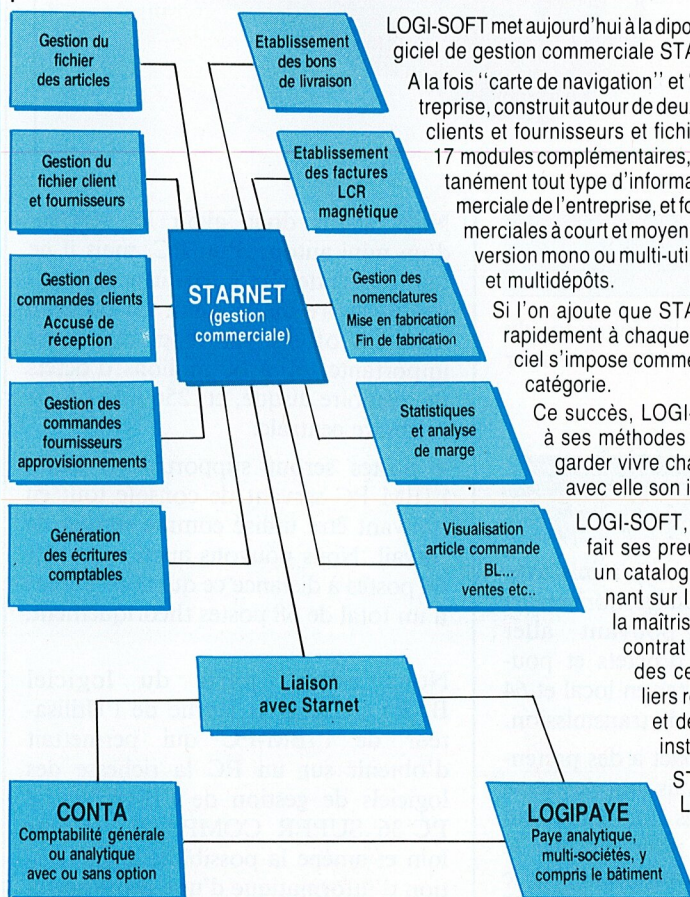 Gestion du
fichier
des articles
Etablissement
des bons
de livraison
Gestion du
fichier client
et fournisseurs
Etablissement
des factures
LCR
magnétique
Gestion des
commandes clients
Accusé de
réception
STARNET
(gestion
commerciale)
Gestion des
nomenclatures
Mise en fabrication
Fin de fabrication
Gestion des
commandes
fournisseurs
approvisionnements
Statistiques
et analyse
de marge
Génération
des écritures
comptables
Visualisation
article commande
BL...
ventes etc..
Liaison
avec Starnet
CONTA
Comptabilité générale
ou analytique
avec ou sans option
LOGIPAYE
Paye analytique,
multi-sociétés, y
compris le bâtiment
LOGI-SOFT met aujourd'hui à la dipo
giciel de gestion commerciale STA
A la fois "carte de navigation" et
treprise, construit autour de deu
clients et fournisseurs et fichi
17 modules complémentaires,
tanément tout type d'informa
merciale de l'entreprise, et fo
merciales à court et moyen
version mono ou multi-uti
et multidépôts.
Si l'on ajoute que STA
rapidement à chaque
ciel s'impose comme
catégorie.
Ce succès, LOGI-
à ses méthodes
garder vivre cha
avec elle son i
LOGI-SOFT,
fait ses preu
un catalog
nant sur l
la maîtris
contrat
des ce
liers r
et de
inst
ST
L